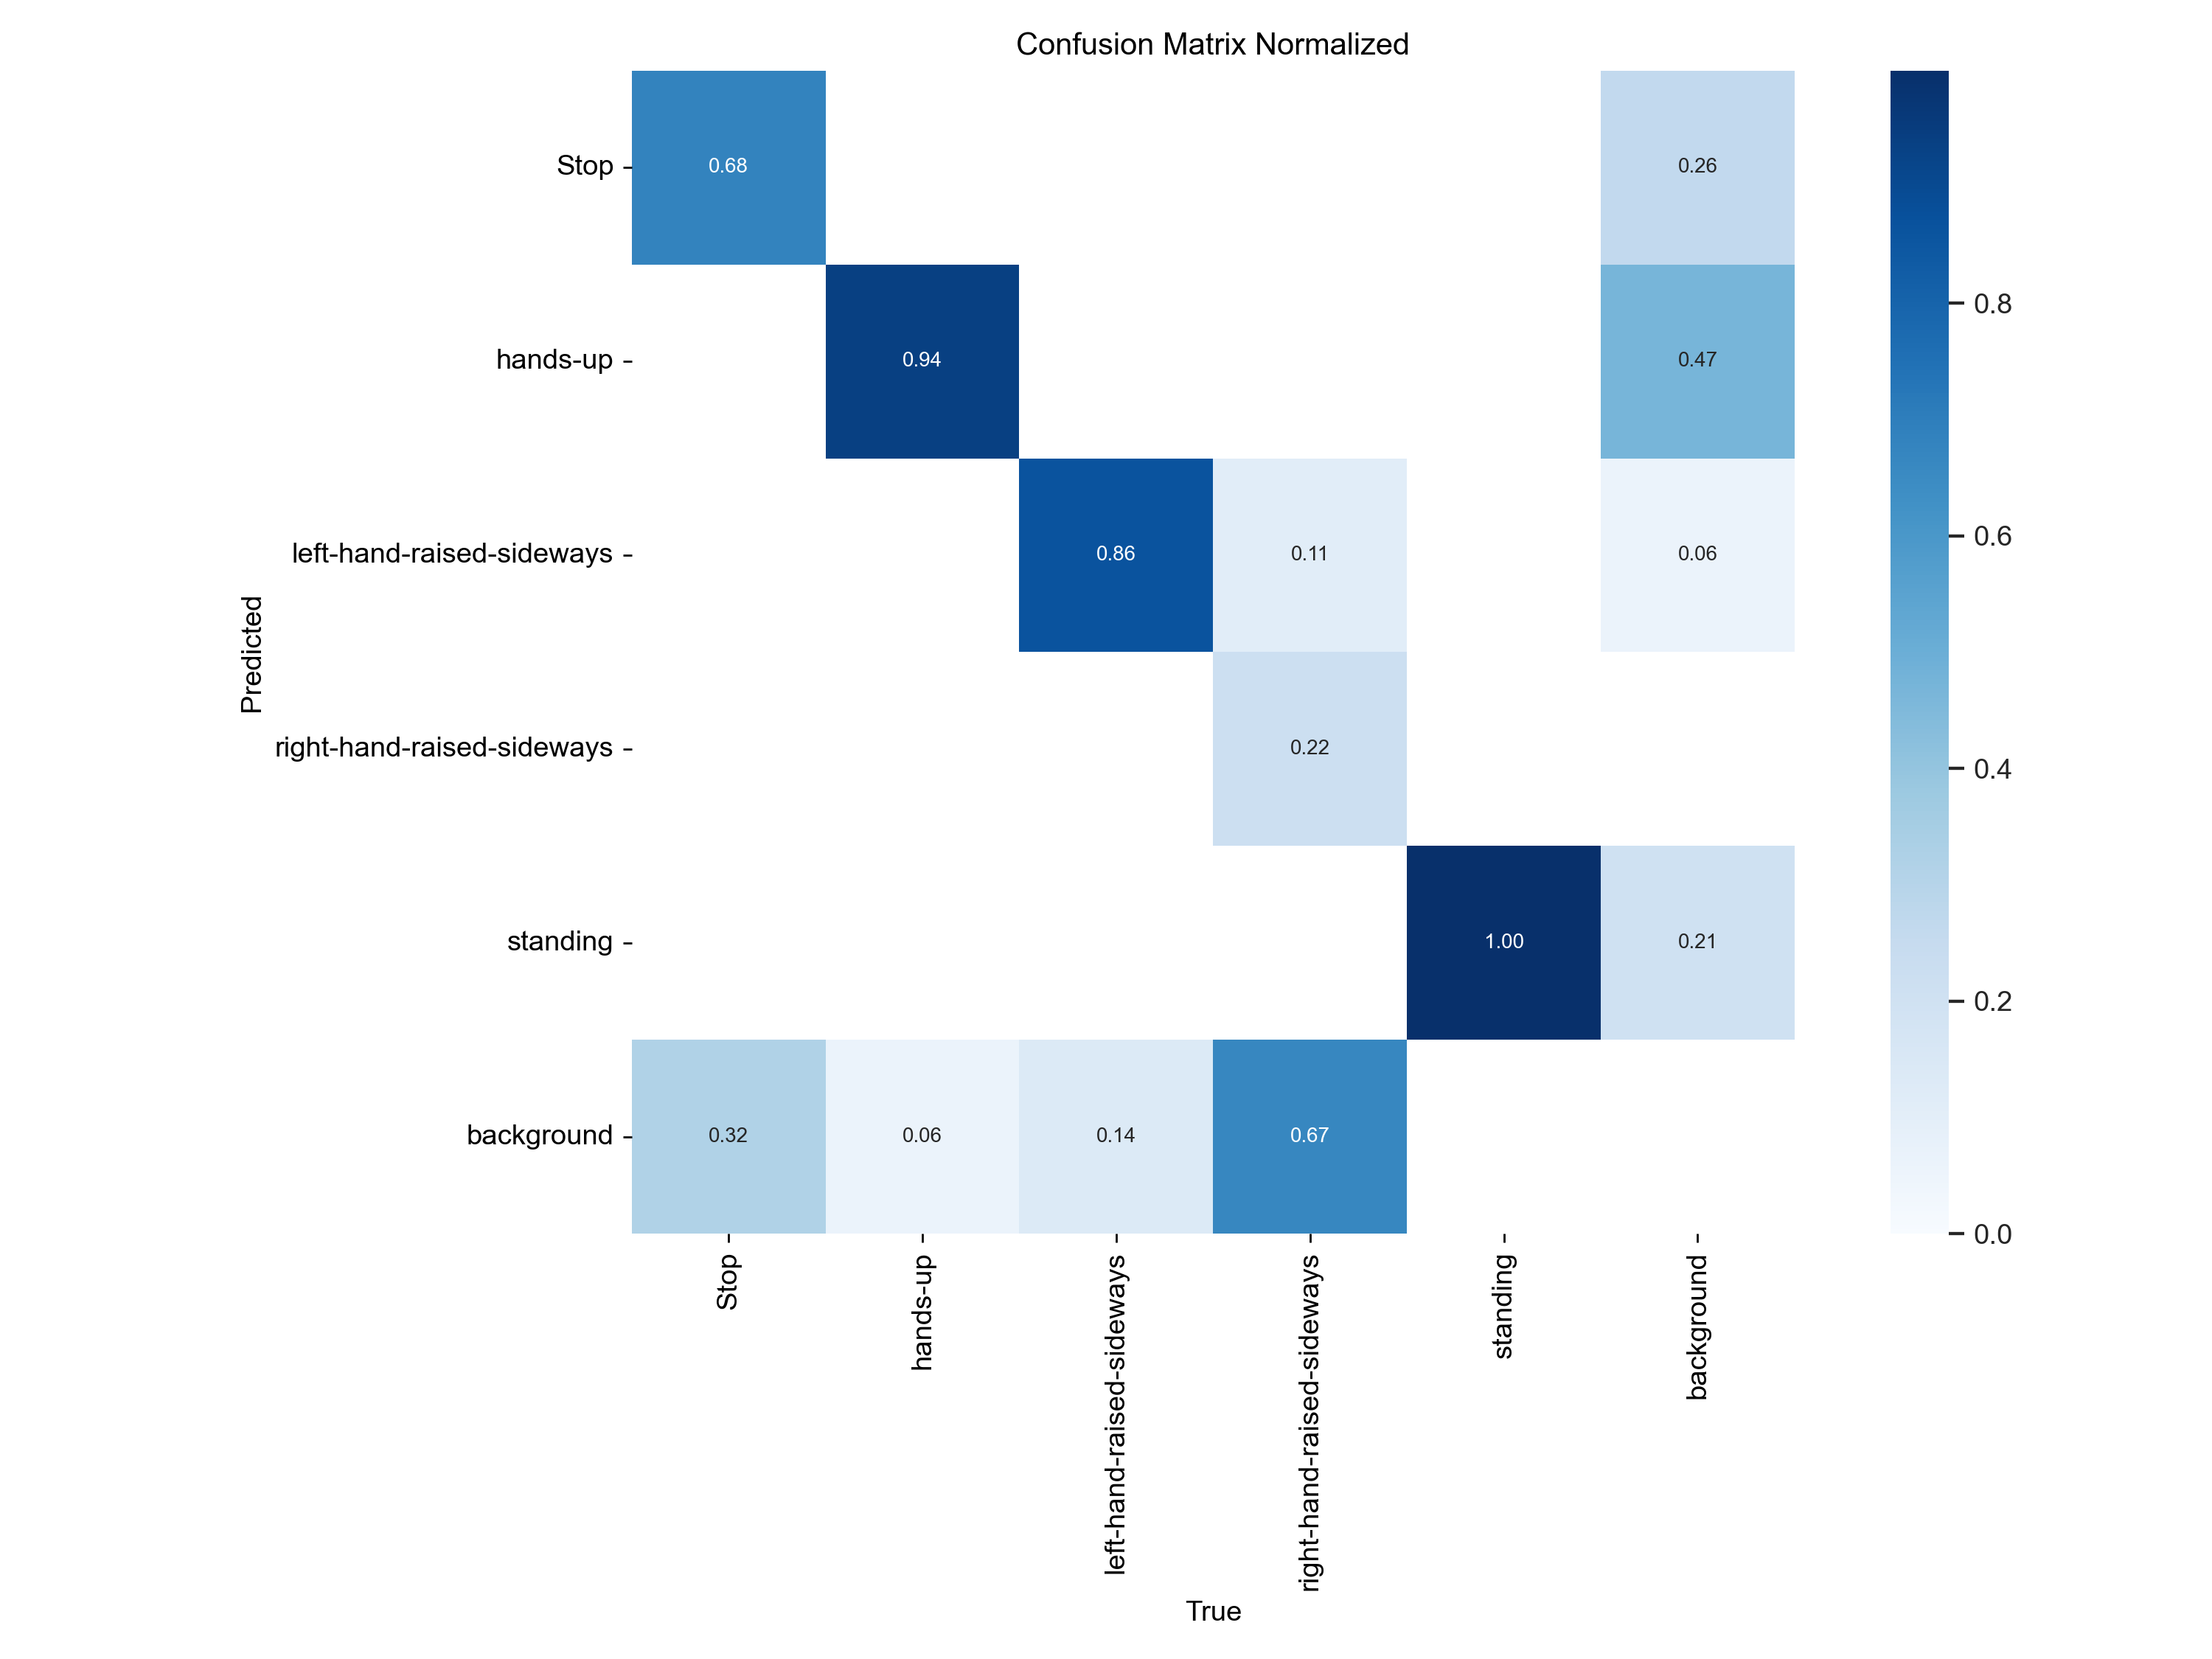 Confusion Matrix Normalized
Stop
0.68
0.26
hands-up
0.94
0.47
0.8
left-hand-raised-sideways
0.86
0.11
0.06
0.6
Predicted
right-hand-raised-sideways
0.22
0.4
standing
1.00
0.21
0.2
background
0.32
0.06
0.14
0.67
0.0
Stop
hands-up
left-hand-raised-sideways
right-hand-raised-sideways
standing
background
True